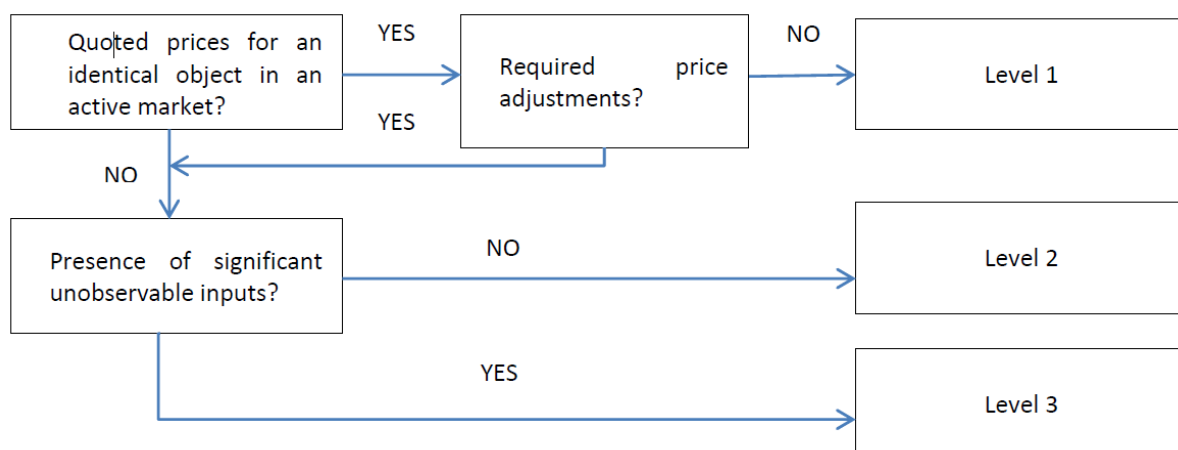 Quoted prices for an
identical object in an
active market?
YES
Required price
adjustments?
NO
Level 1
YES
NO
Presence of significant
unobservable inputs?
NO
Level 2
YES
Level 3